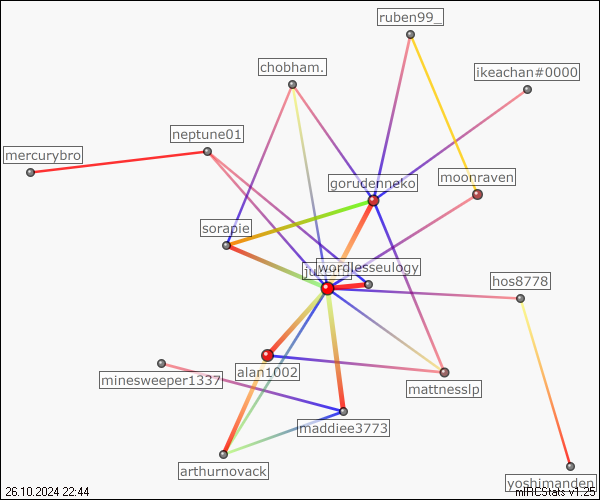 ruben99_
chobham.
ikeachan#0000
neptune01
mercurybro
gorudenneko
moonraven
sorapie
wordlesseulogy
hos8778
alan1002
minesweeper1337
mattnesslp
maddiee3773
arthurnovack
yoshimanden
26.10.2024 22:44
mIRCStats v1.25